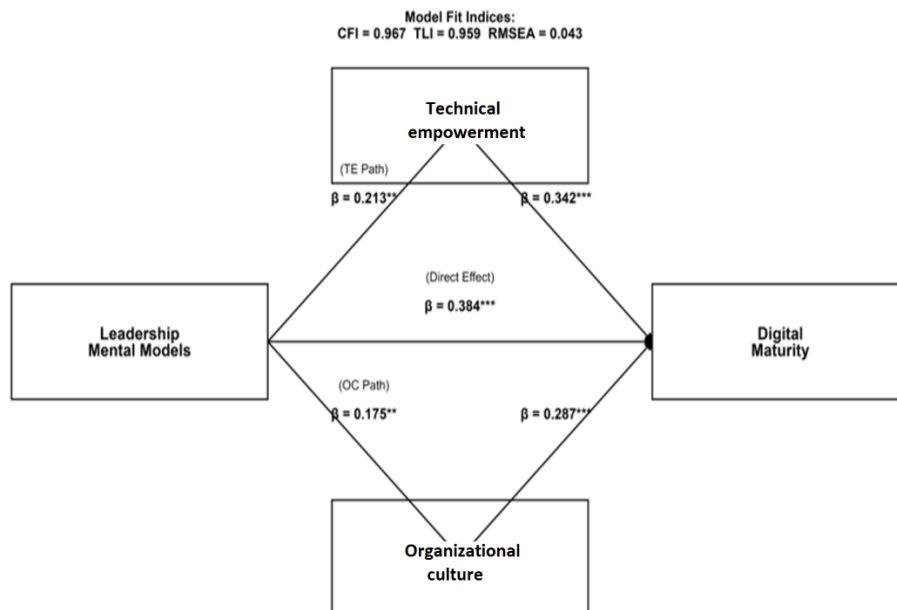 Model Fit Indices:
CFI = 0.967 TLI = 0.959 RMSEA = 0.043
Technical
empowerment
(TE Path)
β = 0.213**
β = 0.342***
(Direct Effect)
β = 0.384***
Leadership
Mental Models
Digital
Maturity
(OC Path)
β = 0.175**
β = 0.287***
Organizational
culture